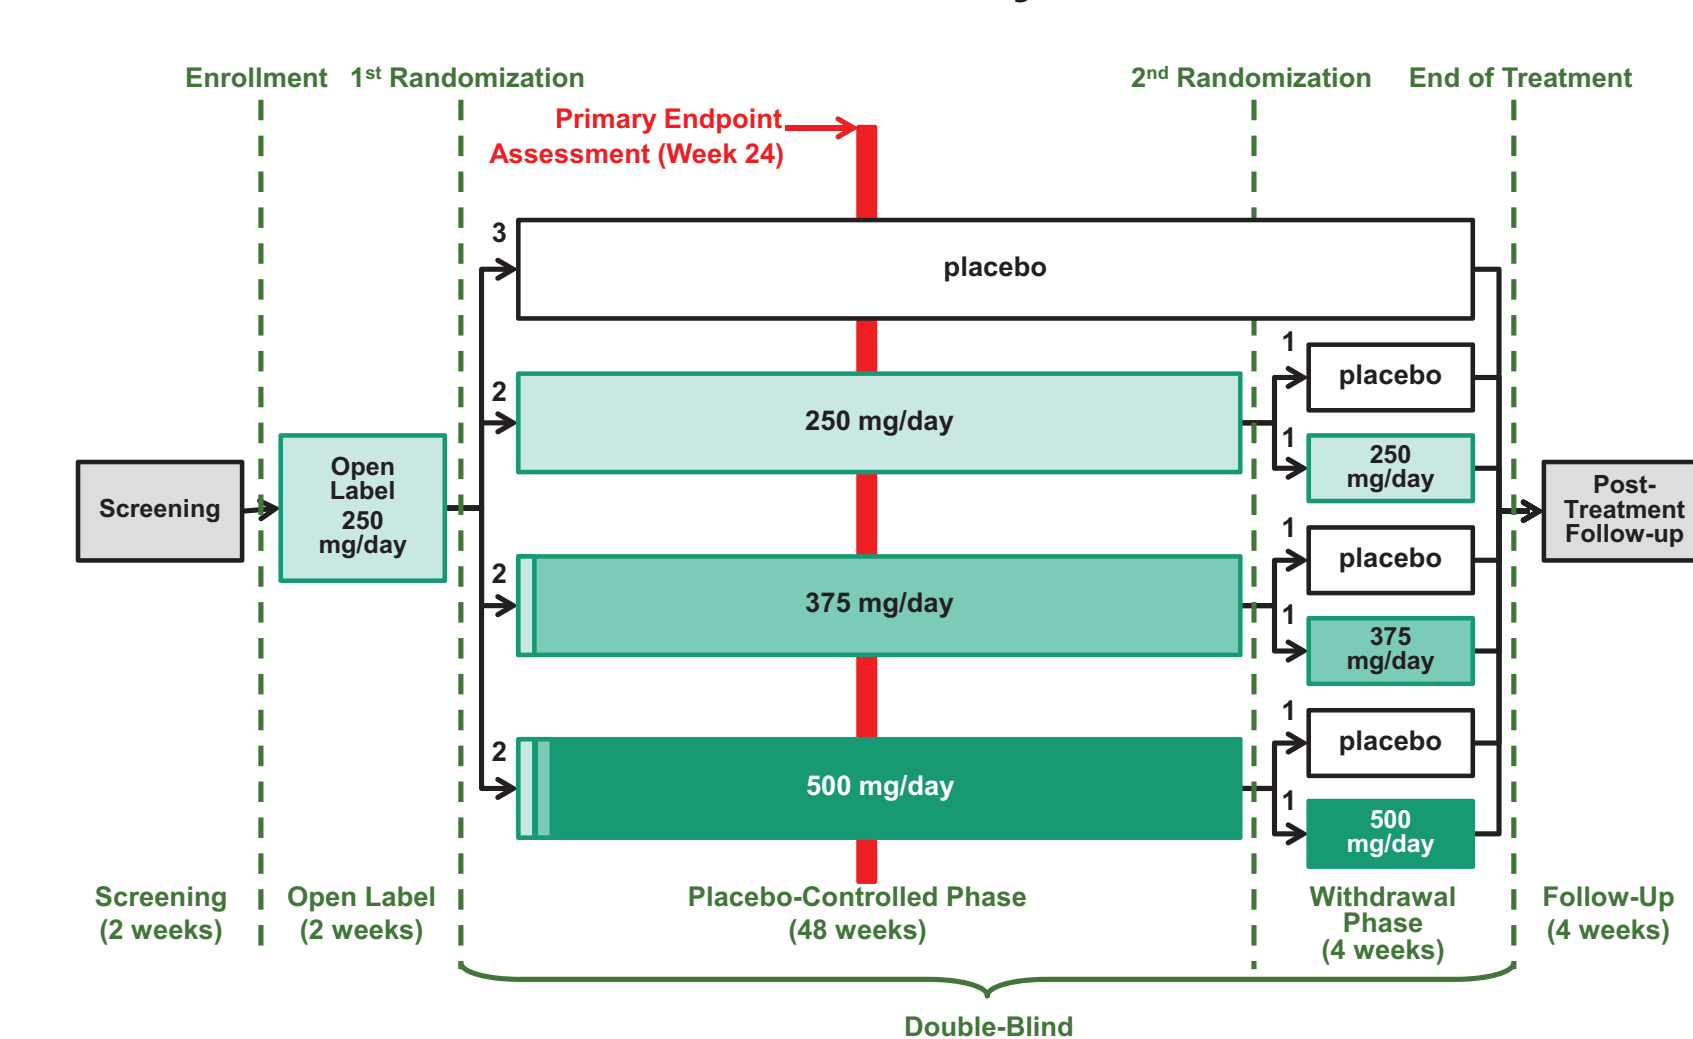 Enrollment
1st Randomization
2nd Randomization
End of Treatment
Primary Endpoint
Assessment (Week 24)
3
placebo
2
250 mg/day
1
placebo
1
250
mg/day
Screening
Open
Label
250
mg/day
2
375 mg/day
1
placebo
1
375
mg/day
Post-
Treatment
Follow-up
2
500 mg/day
1
placebo
1
500
mg/day
Screening
(2 weeks)
Open Label
(2 weeks)
Placebo-Controlled Phase
(48 weeks)
Withdrawal
Phase
(4 weeks)
Follow-Up
(4 weeks)
Double-Blind